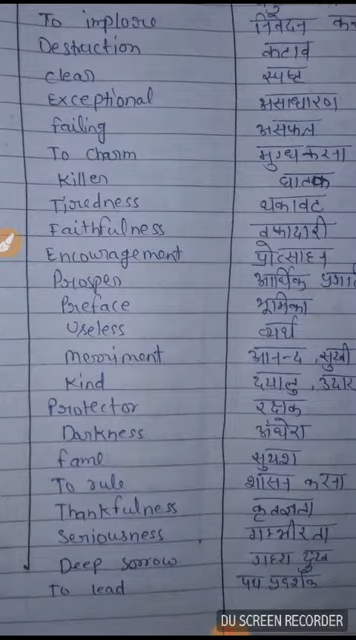 To implore निवेदन
Destruction कटाव
clear स्पष्ट
Exceptional असाधारण
failing असफल
To charm मुग्ध करना
Killer घातक
Tiredness थकावट
Faithfulness वफादारी
Encouragement प्रोत्साहन
Prosper आर्थिक
Preface भूमिका
Useless व्यर्थ
Merriment आनन्द, सुखी
Kind दयालु, उदार
Protector रक्षक
Darkness अंधेरा
fame सुयश
To rule शासन करना
Thankfulness कृतज्ञता
Seriousness गम्भीरता
Deep sorrow दुख
To lead पथ प्रदर्शक
DU SCREEN RECORDER